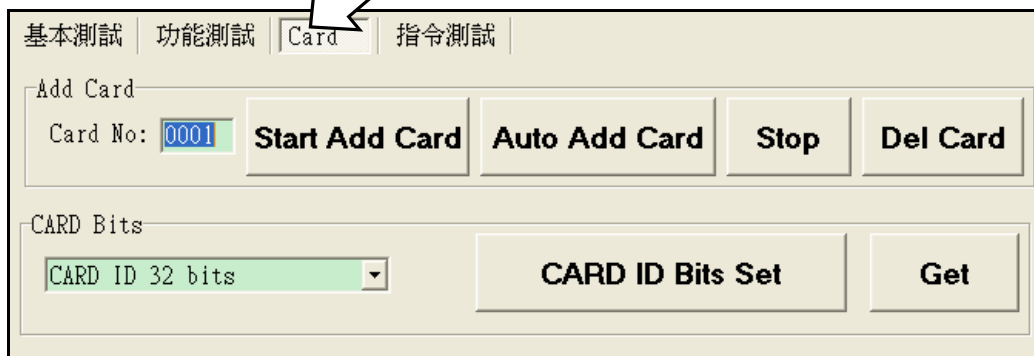 基本測試 功能測試 Card 指令測試
Add Card
Card No: 0001 Start Add Card Auto Add Card Stop Del Card
CARD Bits
CARD ID 32 bits CARD ID Bits Set Get